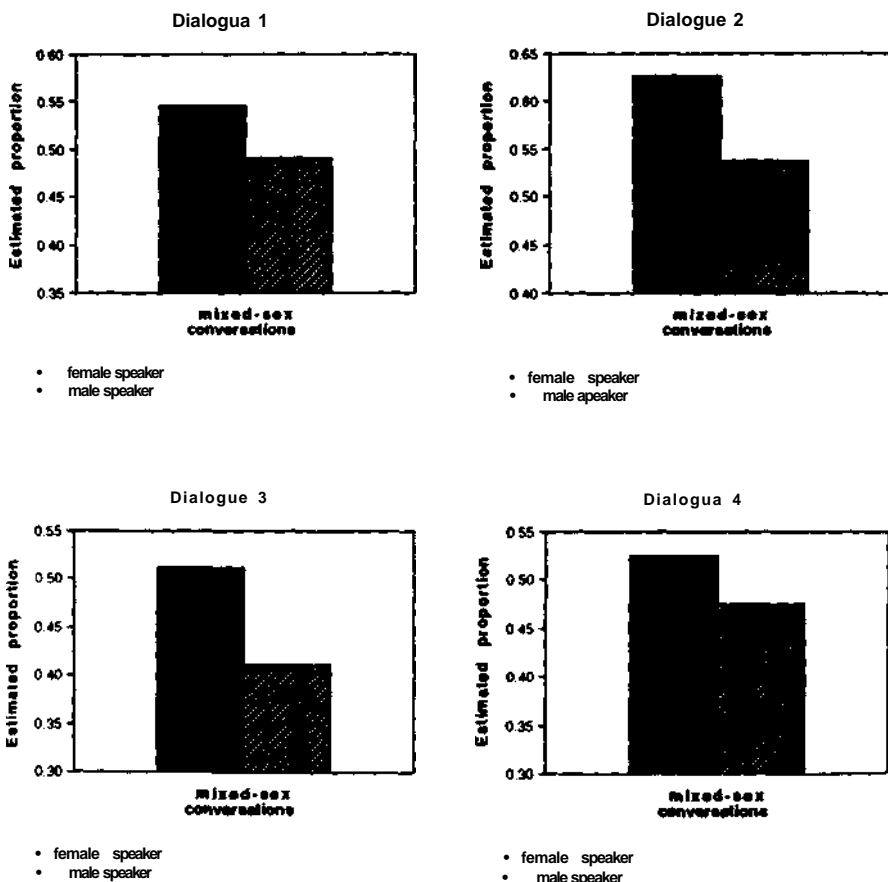 Dialogua 1
0.60
0.55
0.50
0.45
0.40
0.35
Estimated proportion
mixed-sex
conversations
• female speaker
• male speaker
Dialogue 2
0.65
0.60
0.55
0.50
0.45
0.40
Estimated proportion
mized-sex
conversations
• female speaker
• male apeaker
Dialogue 3
0.55
0.50
0.45
0.40
0.35
0.30
Estimated proportion
mixed-sex
conversations
• female speaker
• male speaker
Dialogua 4
0.55
0.50
0.45
0.40
0.35
0.30
Estimated proportion
mixed-sex
conversations
• female speaker
• male speaker